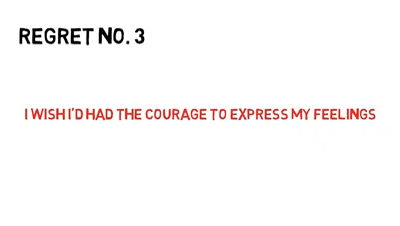 REGRET NO. 3
I WISH I'D HAD THE COURAGE TO EXPRESS MY FEELINGS